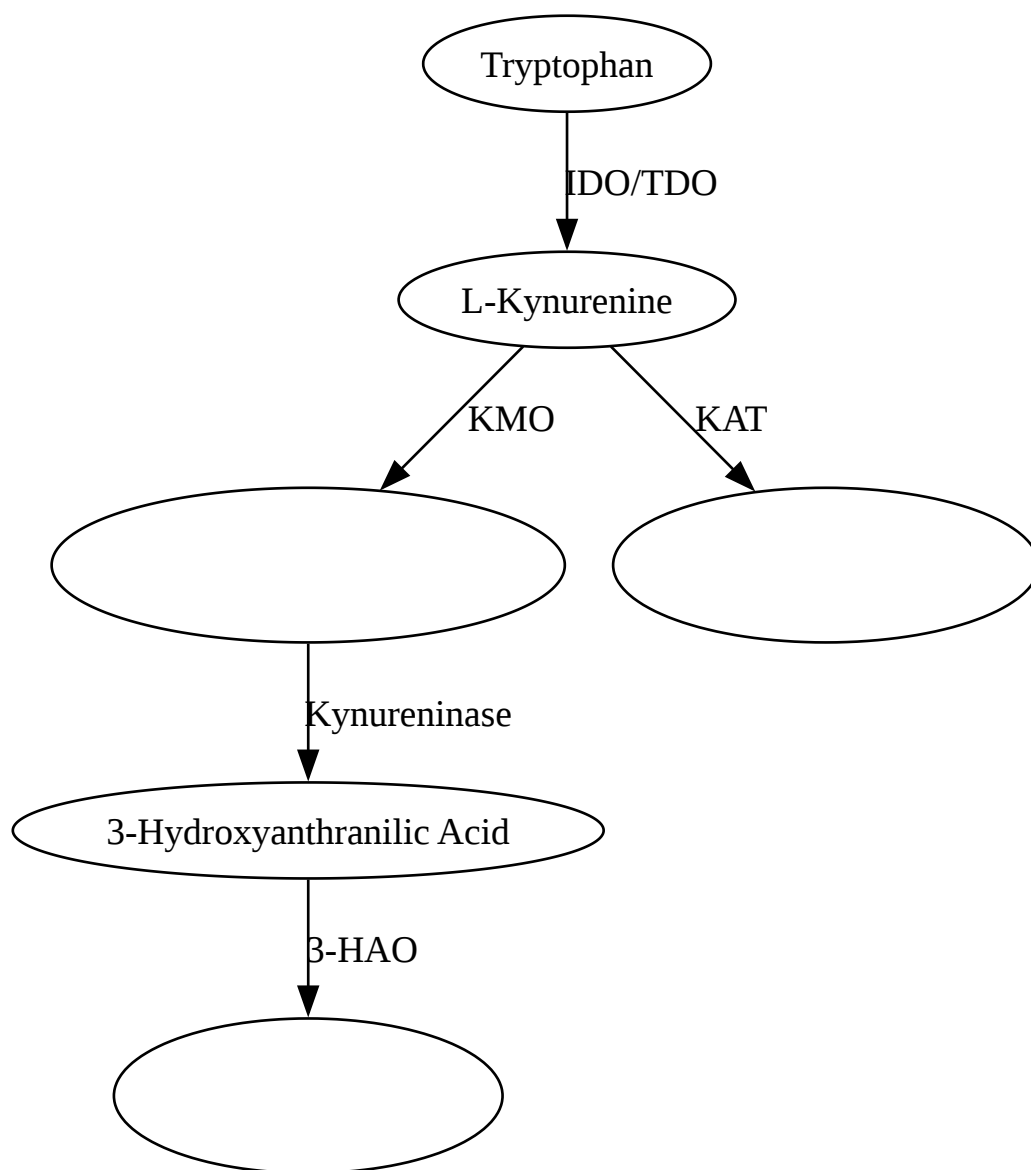 Tryptophan
IDO/TDO
L-Kynurenine
KMO
KAT
Kynureninase
3-Hydroxyanthranilic Acid
3-HAO